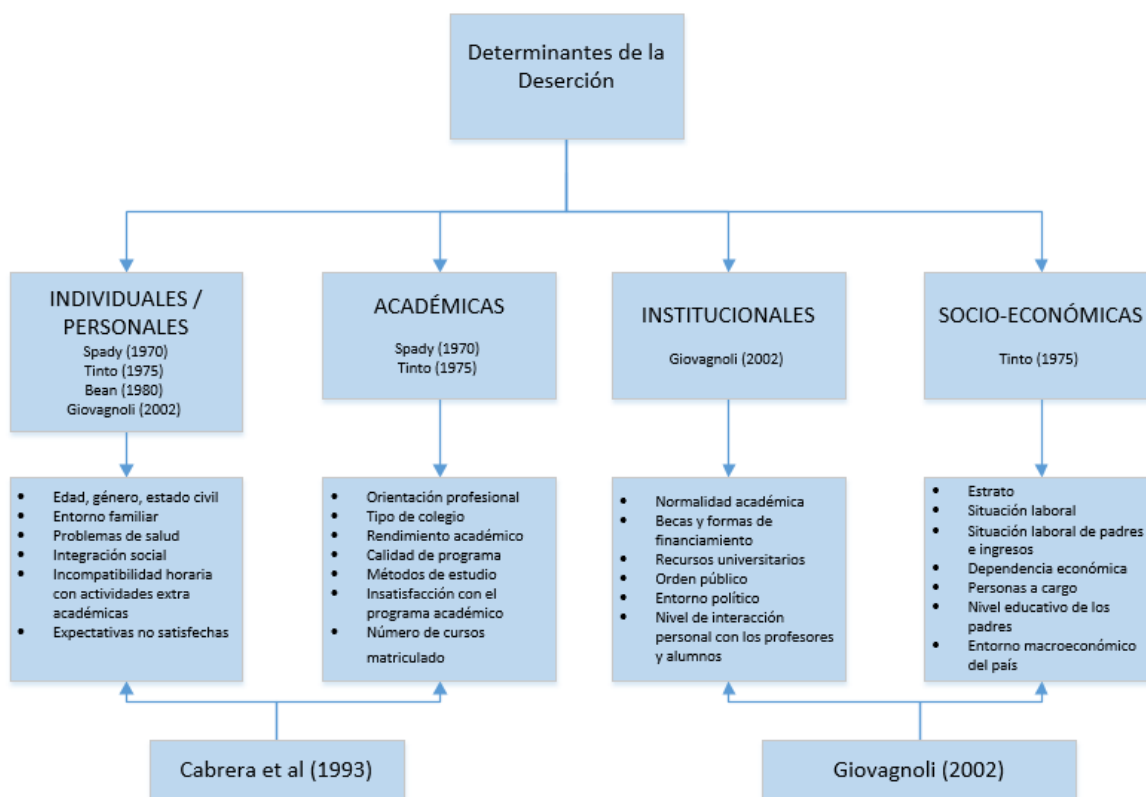 Determinantes de la
Deserción
INDIVIDUALES /
PERSONALES
Spady (1970)
Tinto (1975)
Bean (1980)
Giovagnoli (2002)
ACADÉMICAS
Spady (1970)
Tinto (1975)
INSTITUCIONALES
Giovagnoli (2002)
SOCIO-ECONÓMICAS
Tinto (1975)
• Edad, género, estado civil
• Entorno familiar
• Problemas de salud
• Integración social
• Incompatibilidad horaria
con actividades extra
académicas
• Expectativas no satisfechas
• Orientación profesional
• Tipo de colegio
• Rendimiento académico
• Calidad de programa
• Métodos de estudio
• Insatisfacción con el
programa académico
• Número de cursos
matriculado
• Normalidad académica
• Becas y formas de
financiamiento
• Recursos universitarios
• Orden público
• Entorno político
• Nivel de interacción
personal con los profesores
y alumnos
• Estrato
• Situación laboral
• Situación laboral de padres
e ingresos
• Dependencia económica
• Personas a cargo
• Nivel educativo de los
padres
• Entorno macroeconómico
del país
Cabrera et al (1993)
Giovagnoli (2002)